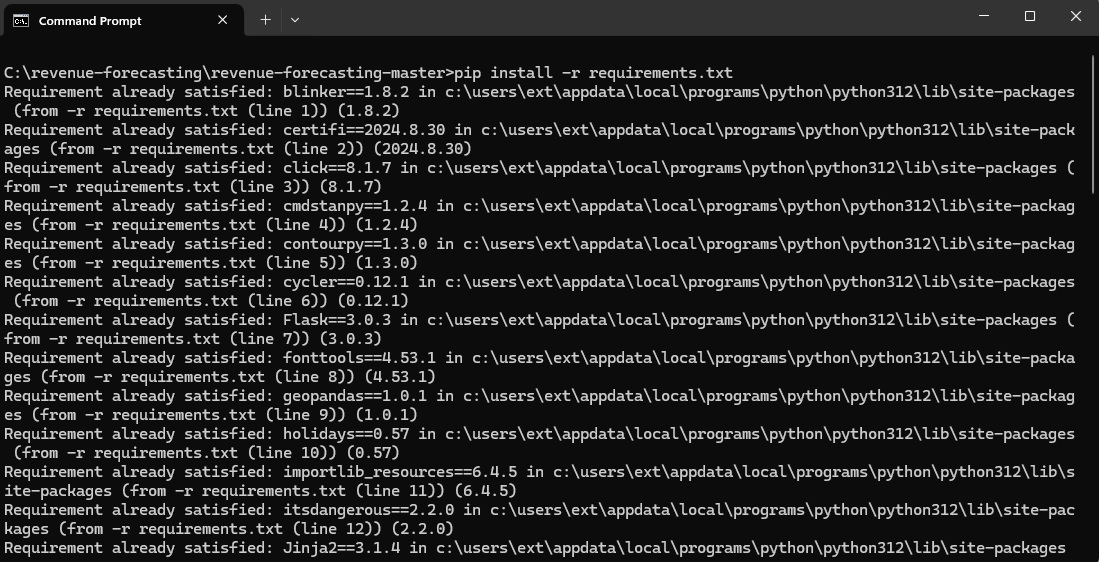 Command Prompt
C:\revenue-forecasting\revenue-forecasting-master>pip install -r requirements.txt
Requirement already satisfied: blinker==1.8.2 in c:\users\ext\appdata\local\programs\python\python312\lib\site-packages
(from -r requirements.txt (line 1)) (1.8.2)
Requirement already satisfied: certifi==2024.8.30 in c:\users\ext\appdata\local\programs\python\python312\lib\site-pack
ages (from -r requirements.txt (line 2)) (2024.8.30)
Requirement already satisfied: click==8.1.7 in c:\users\ext\appdata\local\programs\python\python312\lib\site-packages (
from -r requirements.txt (line 3)) (8.1.7)
Requirement already satisfied: cmdstanpy==1.2.4 in c:\users\ext\appdata\local\programs\python\python312\lib\site-packag
es (from -r requirements.txt (line 4)) (1.2.4)
Requirement already satisfied: contourpy==1.3.0 in c:\users\ext\appdata\local\programs\python\python312\lib\site-packag
es (from -r requirements.txt (line 5)) (1.3.0)
Requirement already satisfied: cycler==0.12.1 in c:\users\ext\appdata\local\programs\python\python312\lib\site-packages
(from -r requirements.txt (line 6)) (0.12.1)
Requirement already satisfied: Flask==3.0.3 in c:\users\ext\appdata\local\programs\python\python312\lib\site-packages (
from -r requirements.txt (line 7)) (3.0.3)
Requirement already satisfied: fonttools==4.53.1 in c:\users\ext\appdata\local\programs\python\python312\lib\site-packa
ges (from -r requirements.txt (line 8)) (4.53.1)
Requirement already satisfied: geopandas==1.0.1 in c:\users\ext\appdata\local\programs\python\python312\lib\site-packag
es (from -r requirements.txt (line 9)) (1.0.1)
Requirement already satisfied: holidays==0.57 in c:\users\ext\appdata\local\programs\python\python312\lib\site-packages
(from -r requirements.txt (line 10)) (0.57)
Requirement already satisfied: importlib_resources==6.4.5 in c:\users\ext\appdata\local\programs\python\python312\lib\s
ite-packages (from -r requirements.txt (line 11)) (6.4.5)
Requirement already satisfied: itsdangerous==2.2.0 in c:\users\ext\appdata\local\programs\python\python312\lib\site-pac
kages (from -r requirements.txt (line 12)) (2.2.0)
Requirement already satisfied: Jinja2==3.1.4 in c:\users\ext\appdata\local\programs\python\python312\lib\site-packages